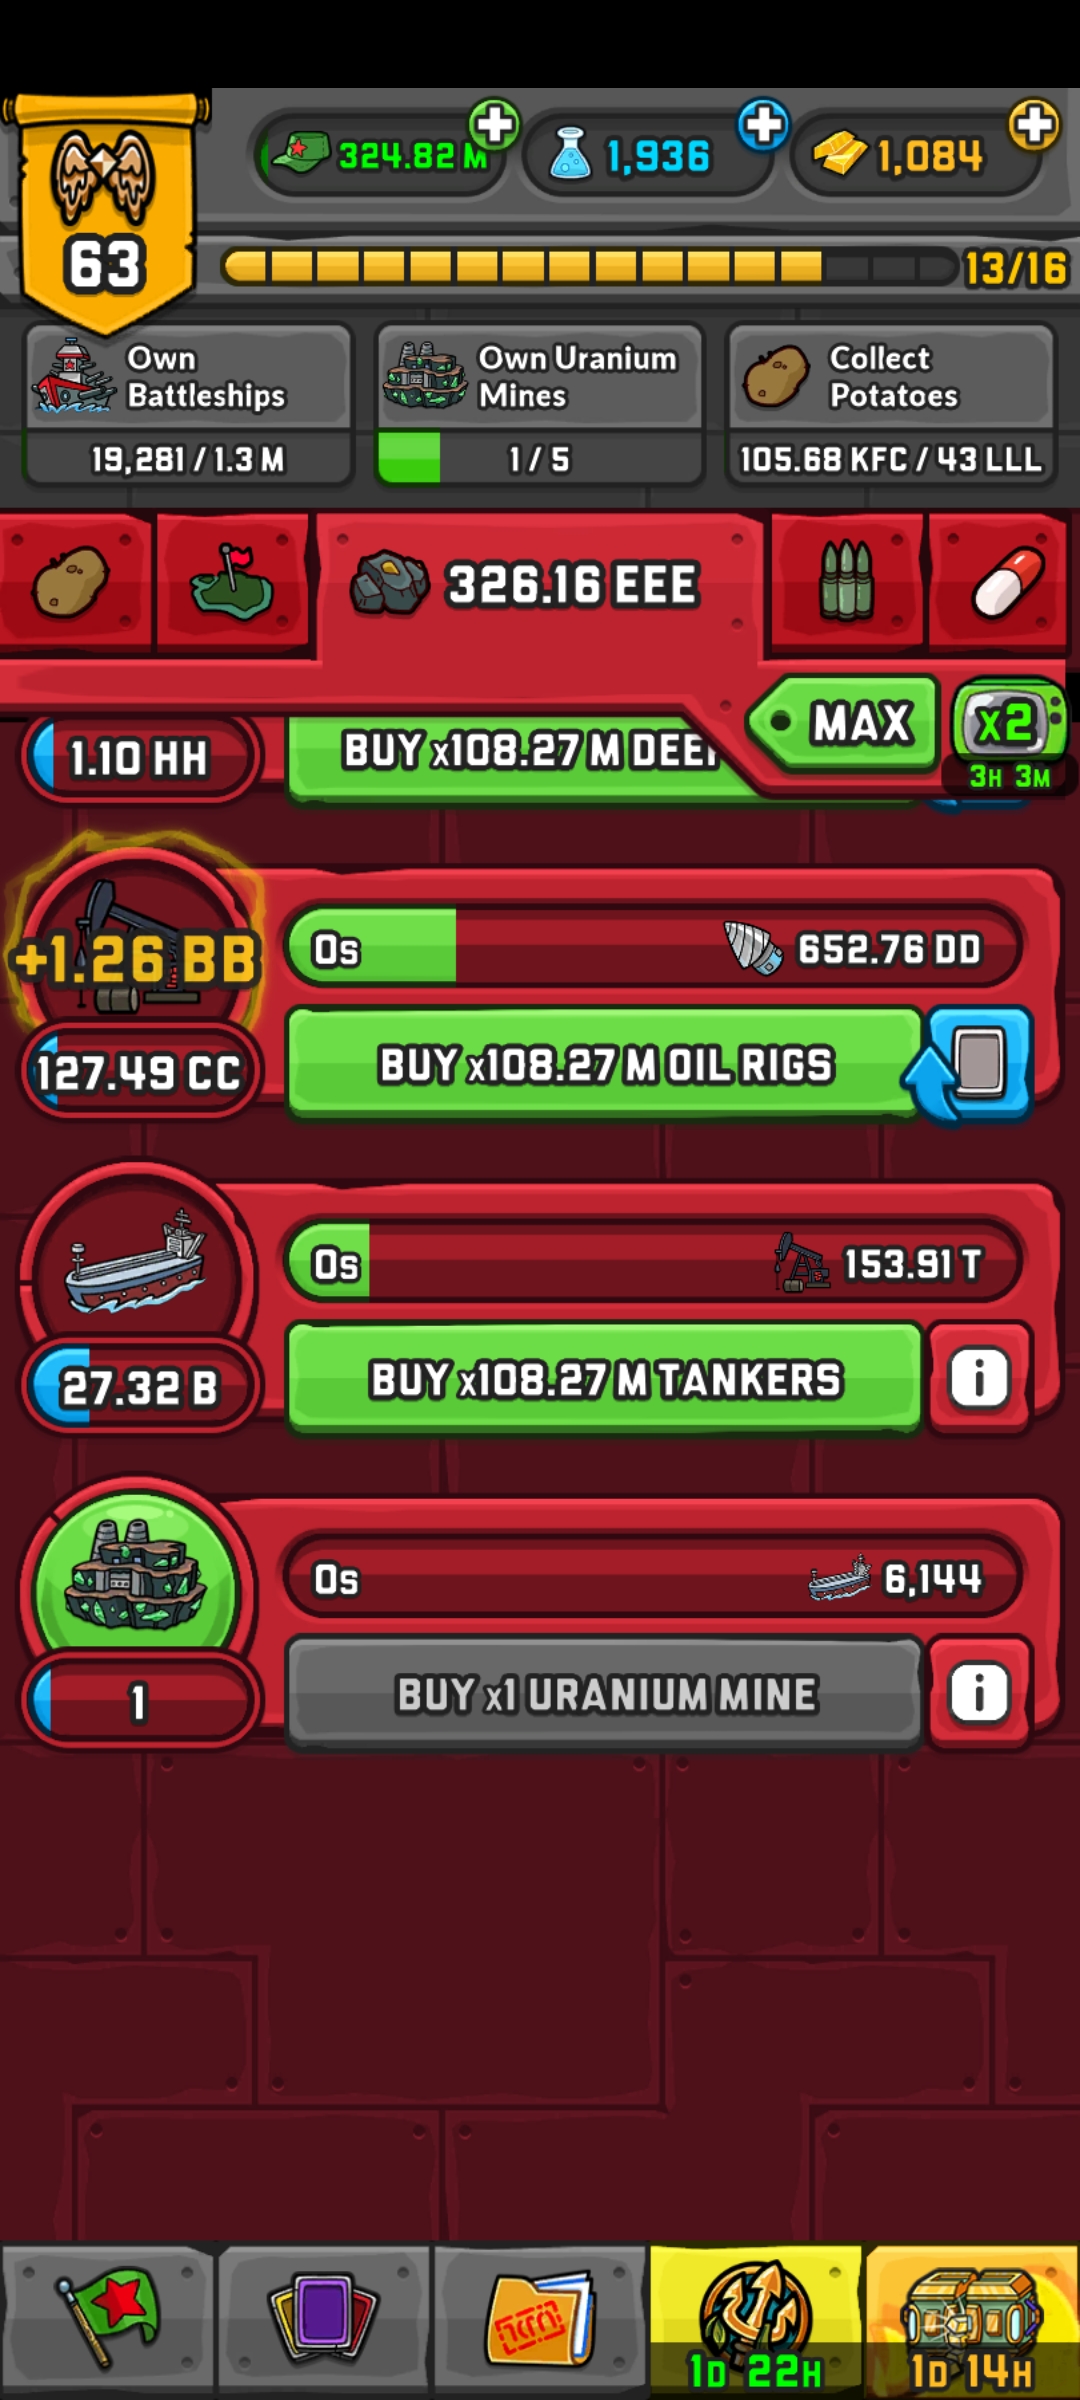 324.82 M
1,936
1,084
63
13/16
Own
Battleships
19,281 / 1.3 M
Own Uranium
Mines
1 / 5
Collect
Potatoes
105.68 KFC / 43 LLL
326.16 EEE
MAX
x2
3H 3M
1.10 HH
BUY x108.27 M DEE
+1.26 BB
0s
652.76 DD
127.49 CC
BUY x108.27 M OIL RIGS
0s
153.91 T
27.32 B
BUY x108.27 M TANKERS
i
0s
6,144
1
BUY x1 URANIUM MINE
i
1D 22H
1D 14H